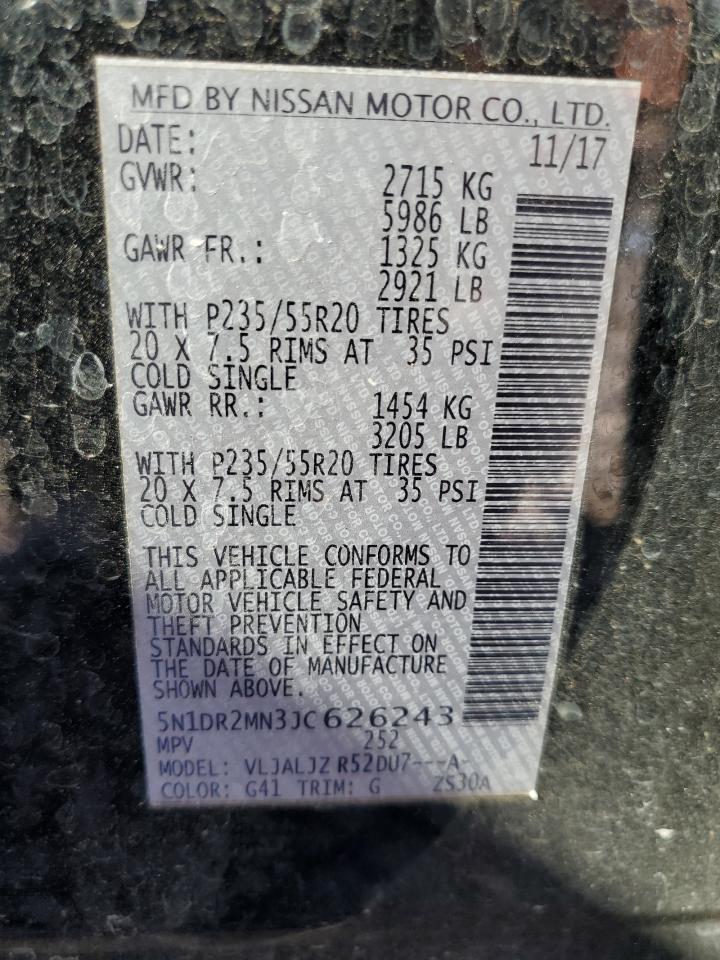 MFD BY NISSAN MOTOR CO., LTD.
DATE: 11/17
GVWR: 2715 KG
5986 LB
GAWR FR.: 1325 KG
2921 LB
WITH P235/55R20 TIRES
20 X 7.5 RIMS AT 35 PSI
COLD SINGLE
GAWR RR.: 1454 KG
3205 LB
WITH P235/55R20 TIRES
20 X 7.5 RIMS AT 35 PSI
COLD SINGLE
THIS VEHICLE CONFORMS TO
ALL APPLICABLE FEDERAL
MOTOR VEHICLE SAFETY AND
THEFT PREVENTION
STANDARDS IN EFFECT ON
THE DATE OF MANUFACTURE
SHOWN ABOVE.
5N1DR2MN3JC626243
MPV 252
MODEL: VLJALJZ R52DU7---A-
COLOR: G41 TRIM: G ZS30A